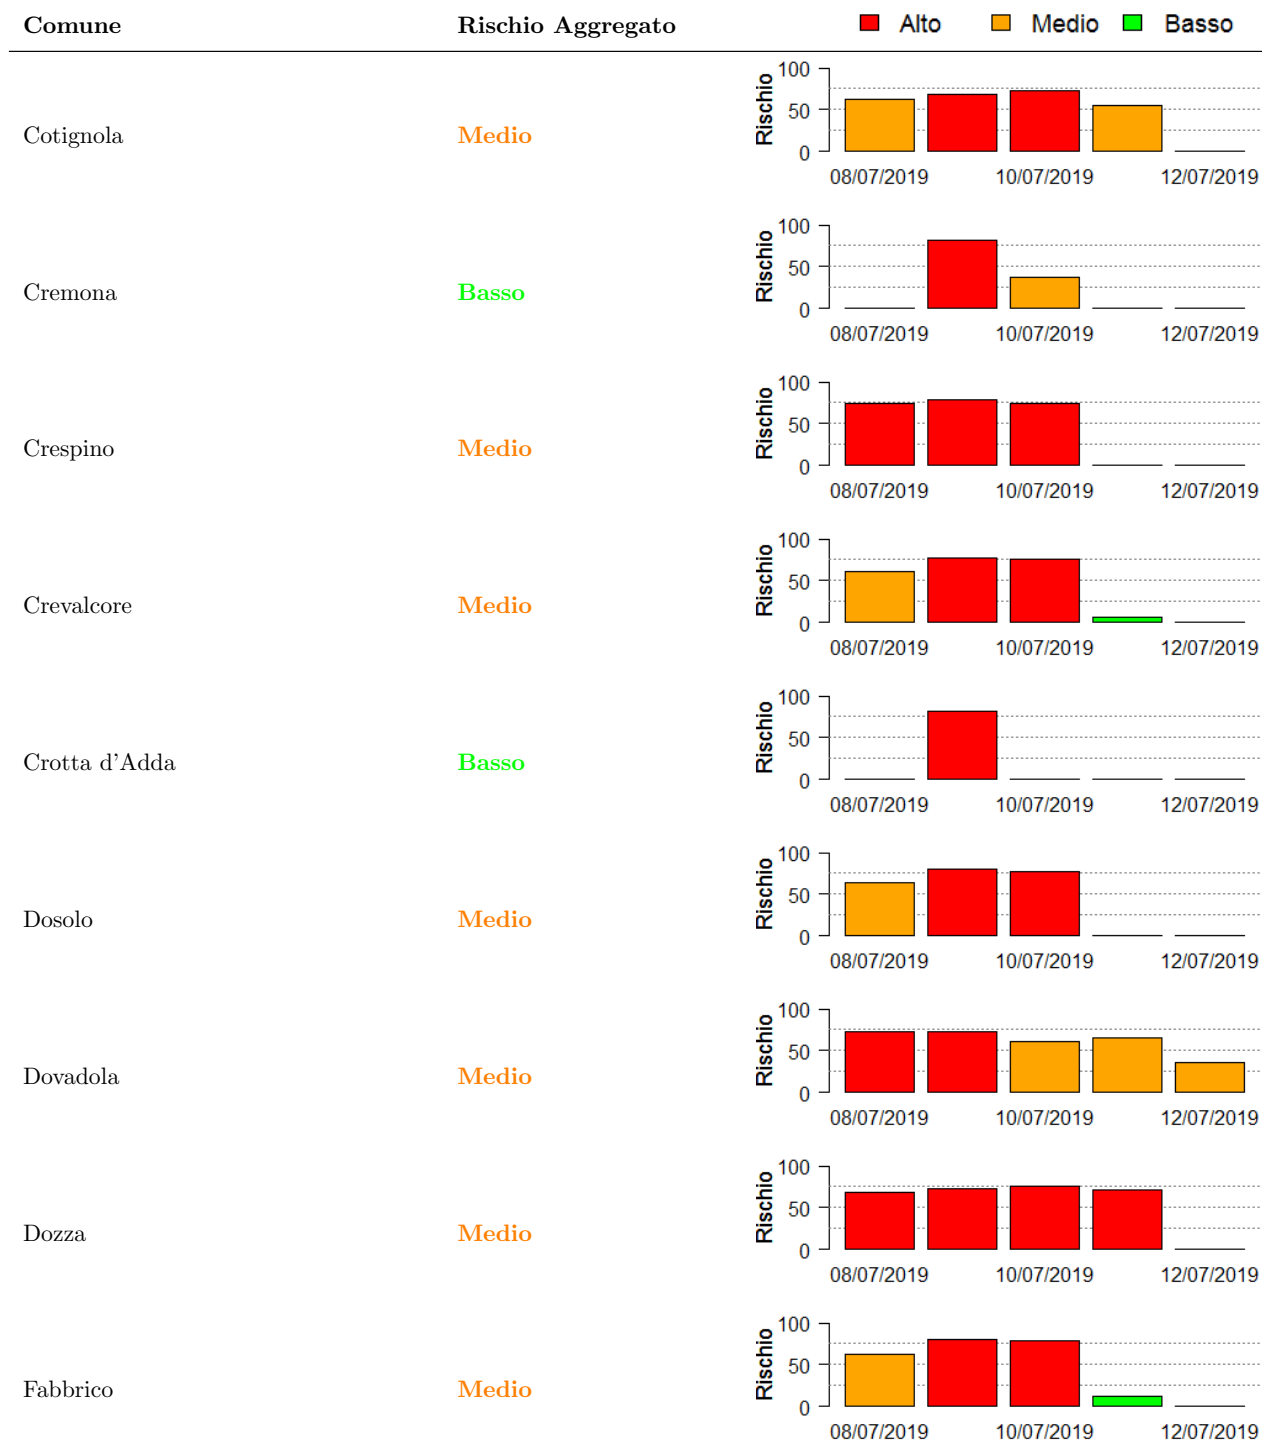 Comune Rischio Aggregato Alto Medio Basso
Cotignola Medio Rischio 100 50 0
08/07/2019 10/07/2019 12/07/2019
Cremona Basso Rischio 100 50 0
08/07/2019 10/07/2019 12/07/2019
Crespino Medio Rischio 100 50 0
08/07/2019 10/07/2019 12/07/2019
Crevalcore Medio Rischio 100 50 0
08/07/2019 10/07/2019 12/07/2019
Crotta d'Adda Basso Rischio 100 50 0
08/07/2019 10/07/2019 12/07/2019
Dosolo Medio Rischio 100 50 0
08/07/2019 10/07/2019 12/07/2019
Dovadola Medio Rischio 100 50 0
08/07/2019 10/07/2019 12/07/2019
Dozza Medio Rischio 100 50 0
08/07/2019 10/07/2019 12/07/2019
Fabbrico Medio Rischio 100 50 0
08/07/2019 10/07/2019 12/07/2019